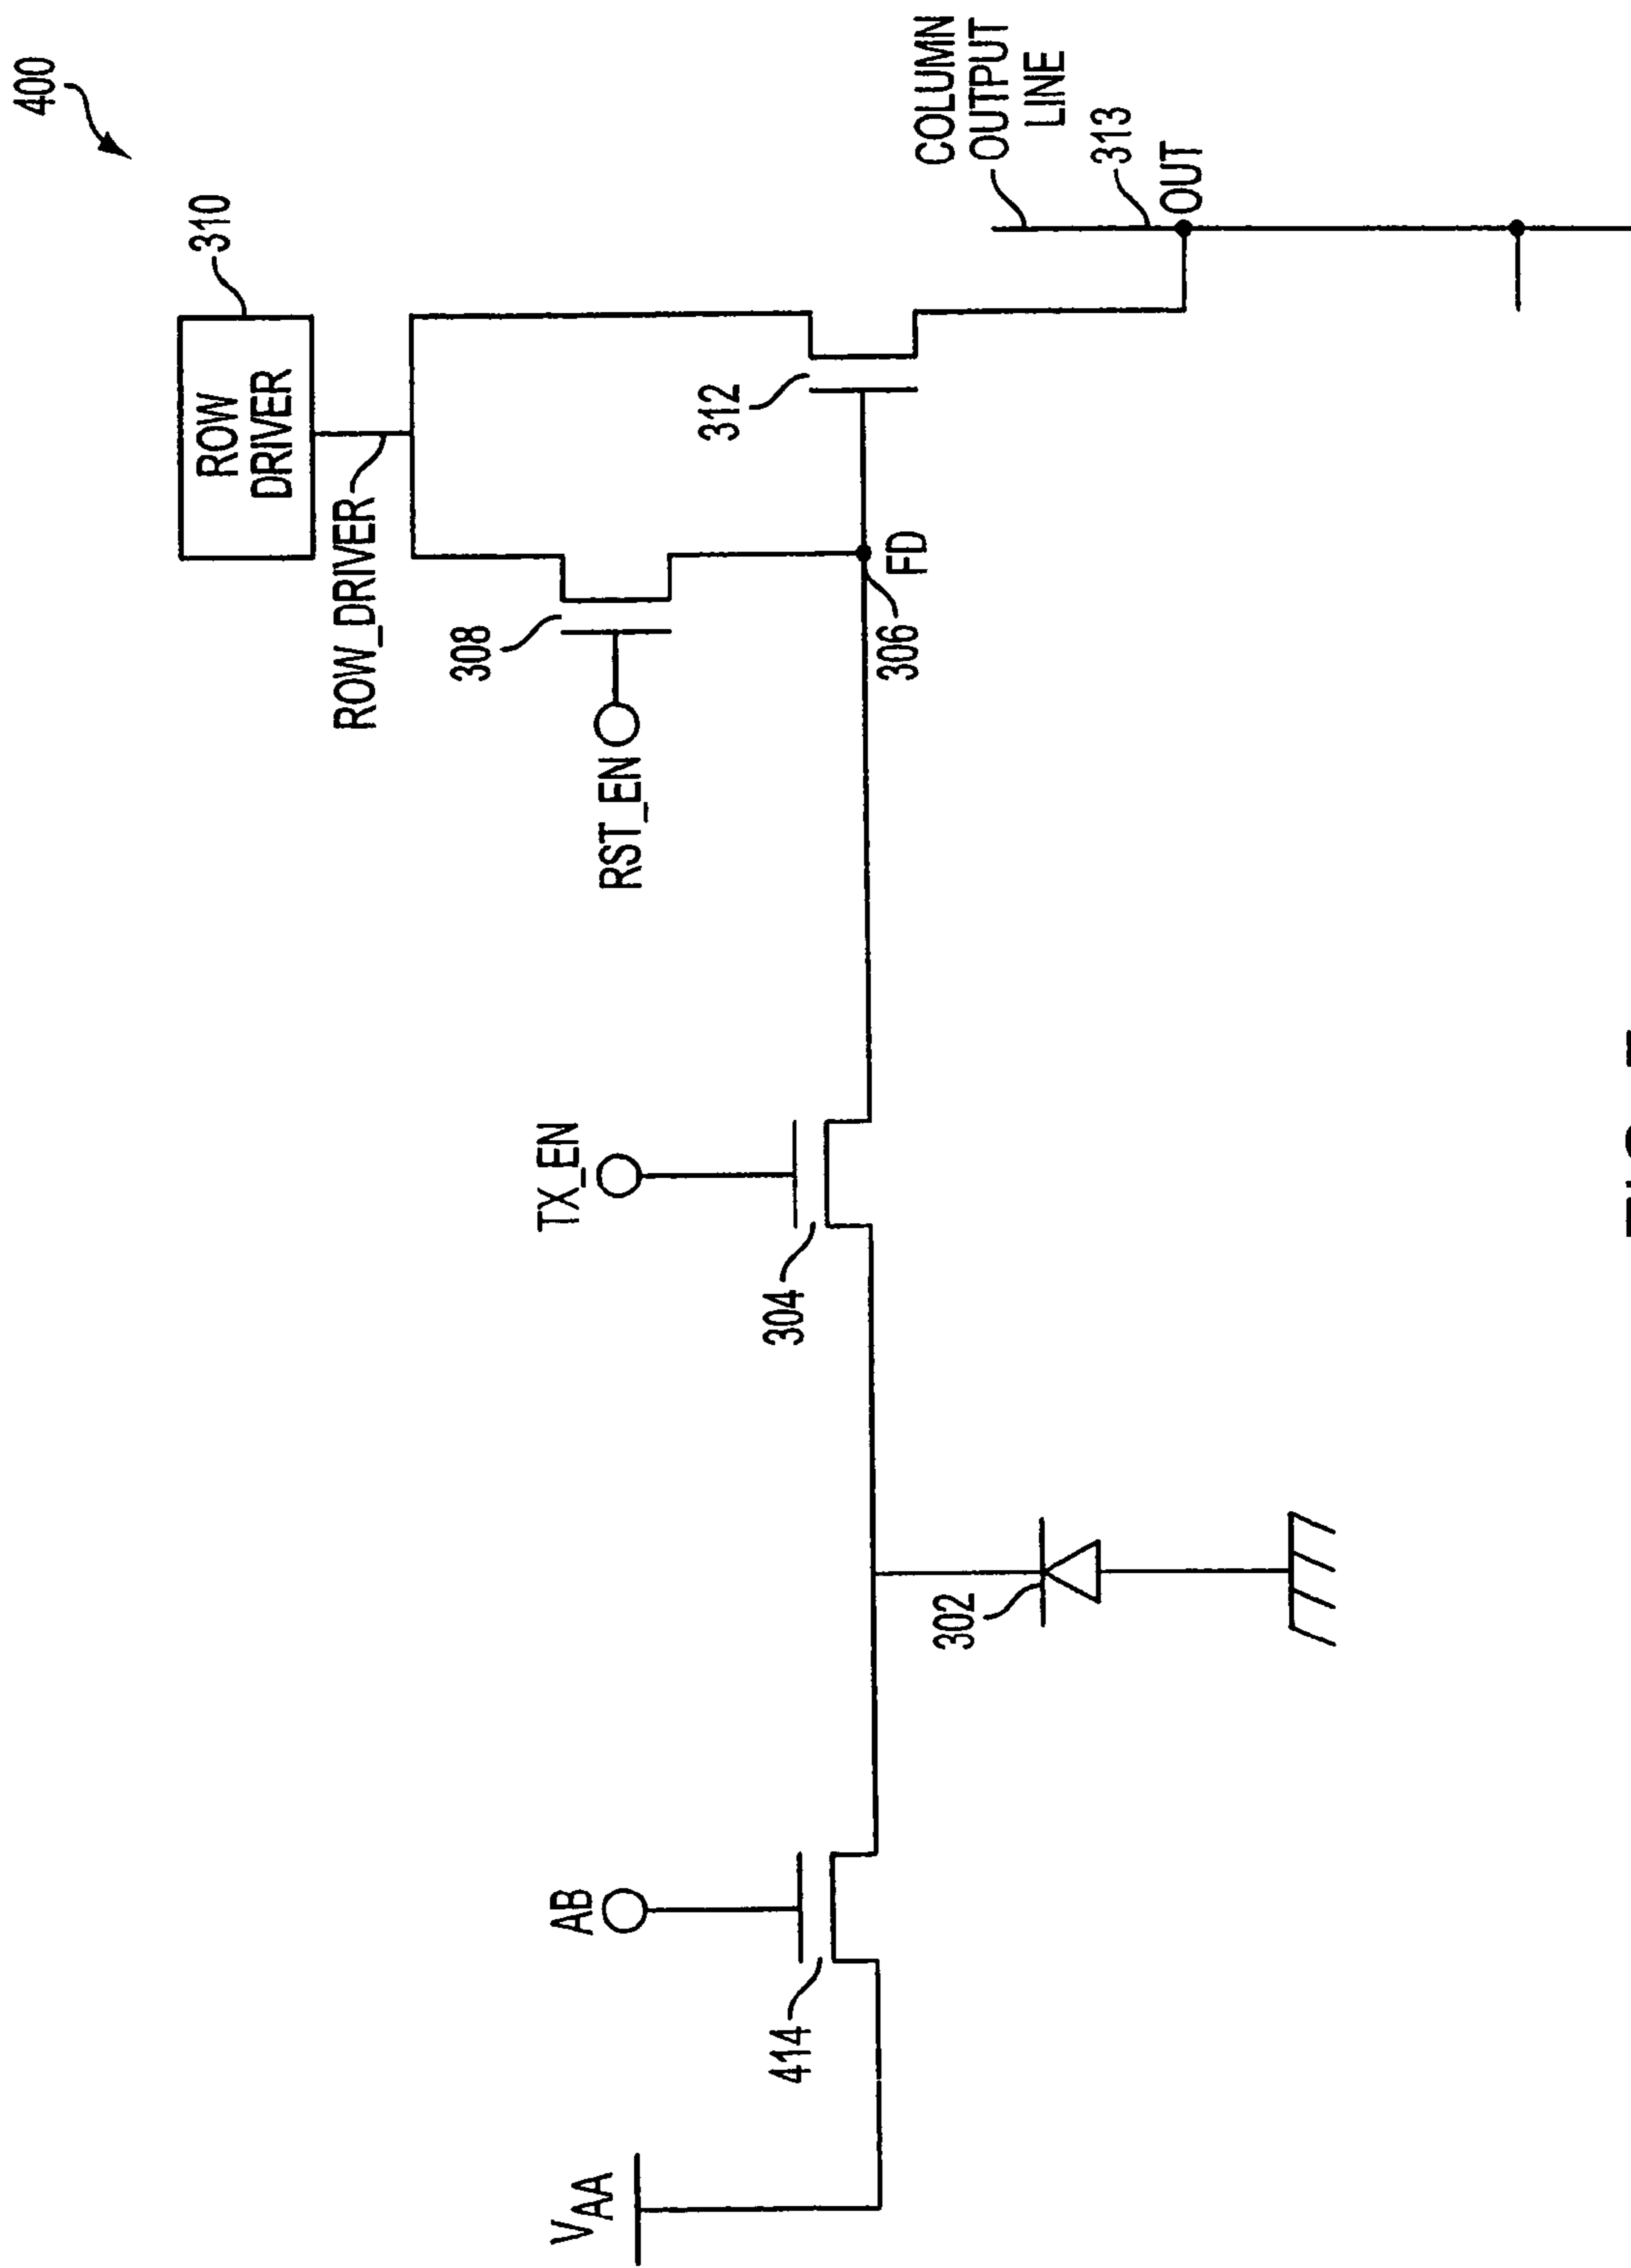 400
310
ROW
DRIVER
ROW_DRIVER
308
RST_EN
312
306
FD
COLUMN
OUTPUT
LINE
313
OUT
TX_EN
304
302
AB
414
VAA